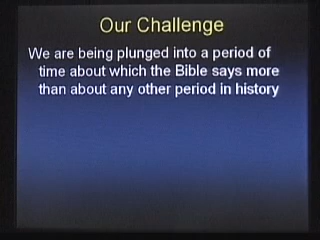 Our Challenge
We are being plunged into a period of
time about which the Bible says more
than about any other period in history